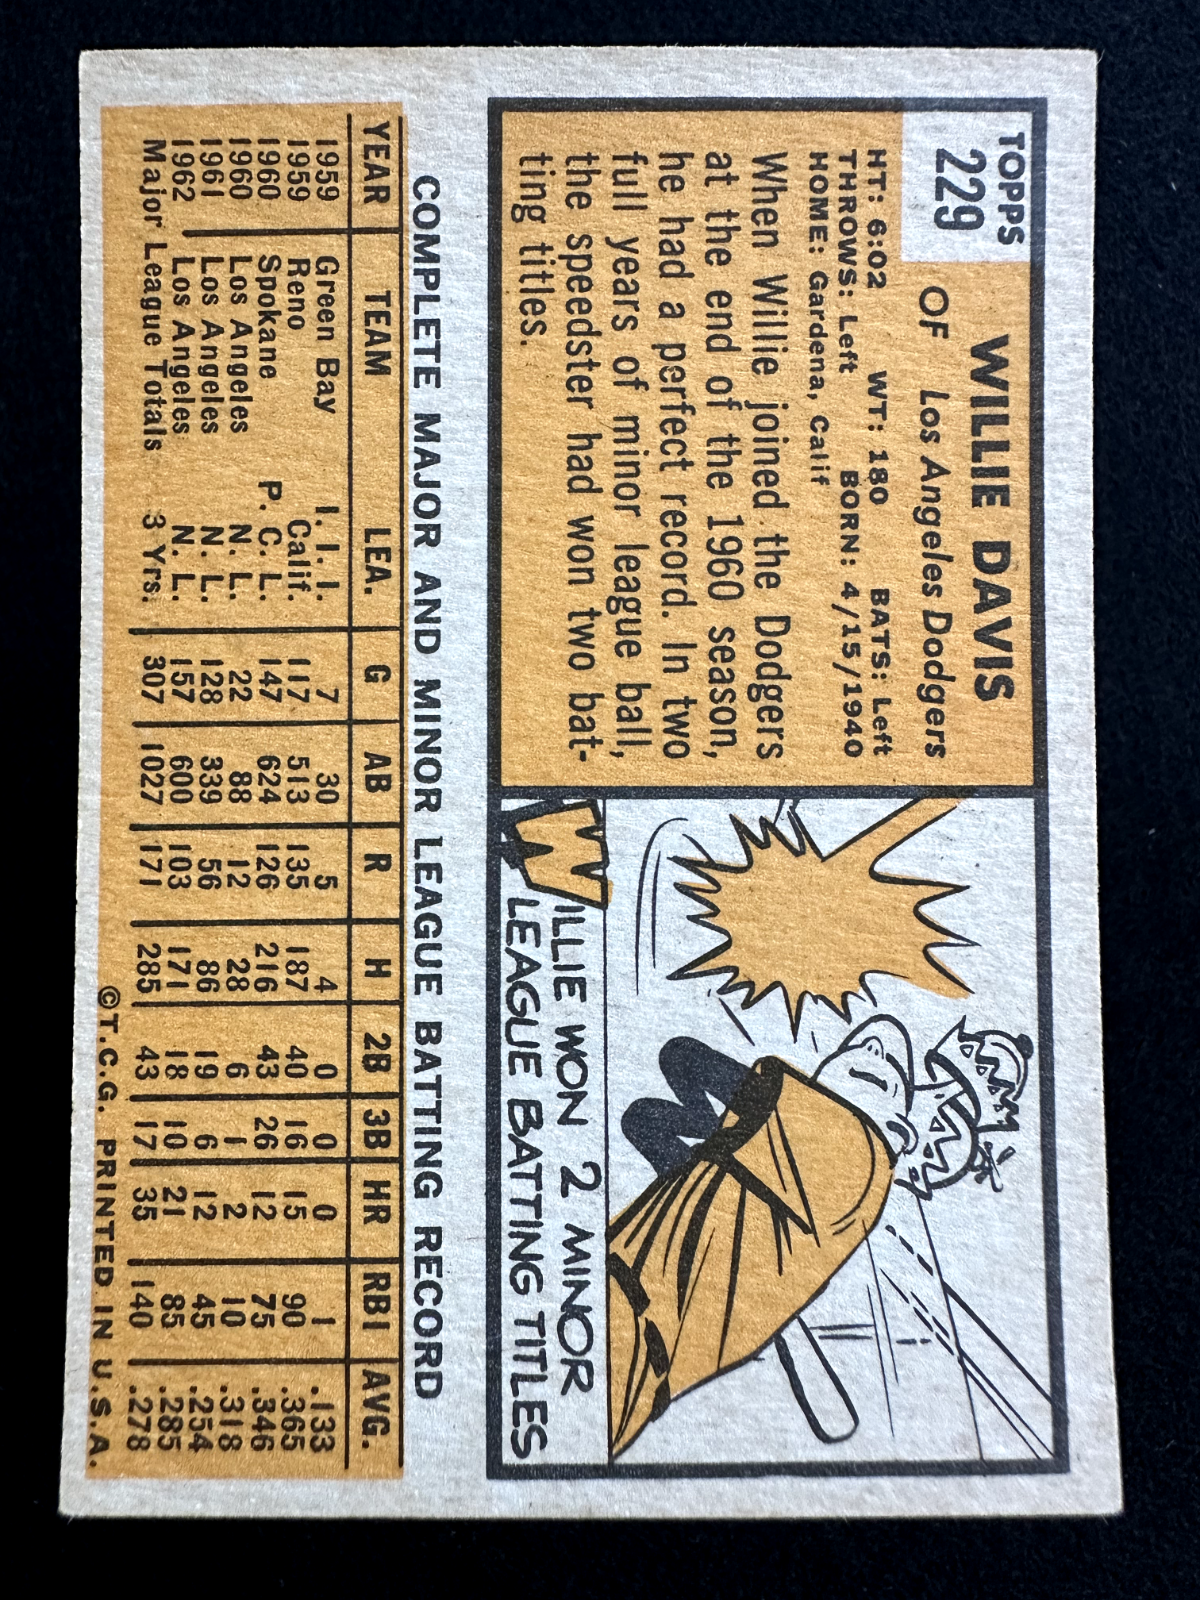 TOPPS
229
WILLIE DAVIS
OF Los Angeles Dodgers
HT: 6:02 WT: 180 BATS: Left
THROWS: Left BORN: 4/15/1940
HOME: Gardena, Calif
When Willie joined the Dodgers
at the end of the 1960 season,
he had a perfect record. In two
full years of minor league ball,
the speedster had won two bat-
ting titles.
WILLIE WON 2 MINOR
LEAGUE BATTING TITLES
COMPLETE MAJOR AND MINOR LEAGUE BATTING RECORD
YEAR TEAM LEA. G AB R H 2B 3B HR RBI AVG.
1959 Green Bay I. I. I. 7 30 5 4 0 0 0 1 .133
1959 Reno Calif. 117 513 135 187 40 16 15 90 .365
1960 Spokane P. C. L. 147 624 126 216 43 26 12 75 .346
1960 Los Angeles N. L. 22 88 12 28 6 1 2 10 .318
1961 Los Angeles N. L. 128 339 56 86 19 6 12 45 .254
1962 Los Angeles N. L. 157 600 103 171 18 10 21 85 .285
Major League Totals 3 Yrs. 307 1027 171 285 43 17 35 140 .278
©T.C.G. PRINTED IN U.S.A.